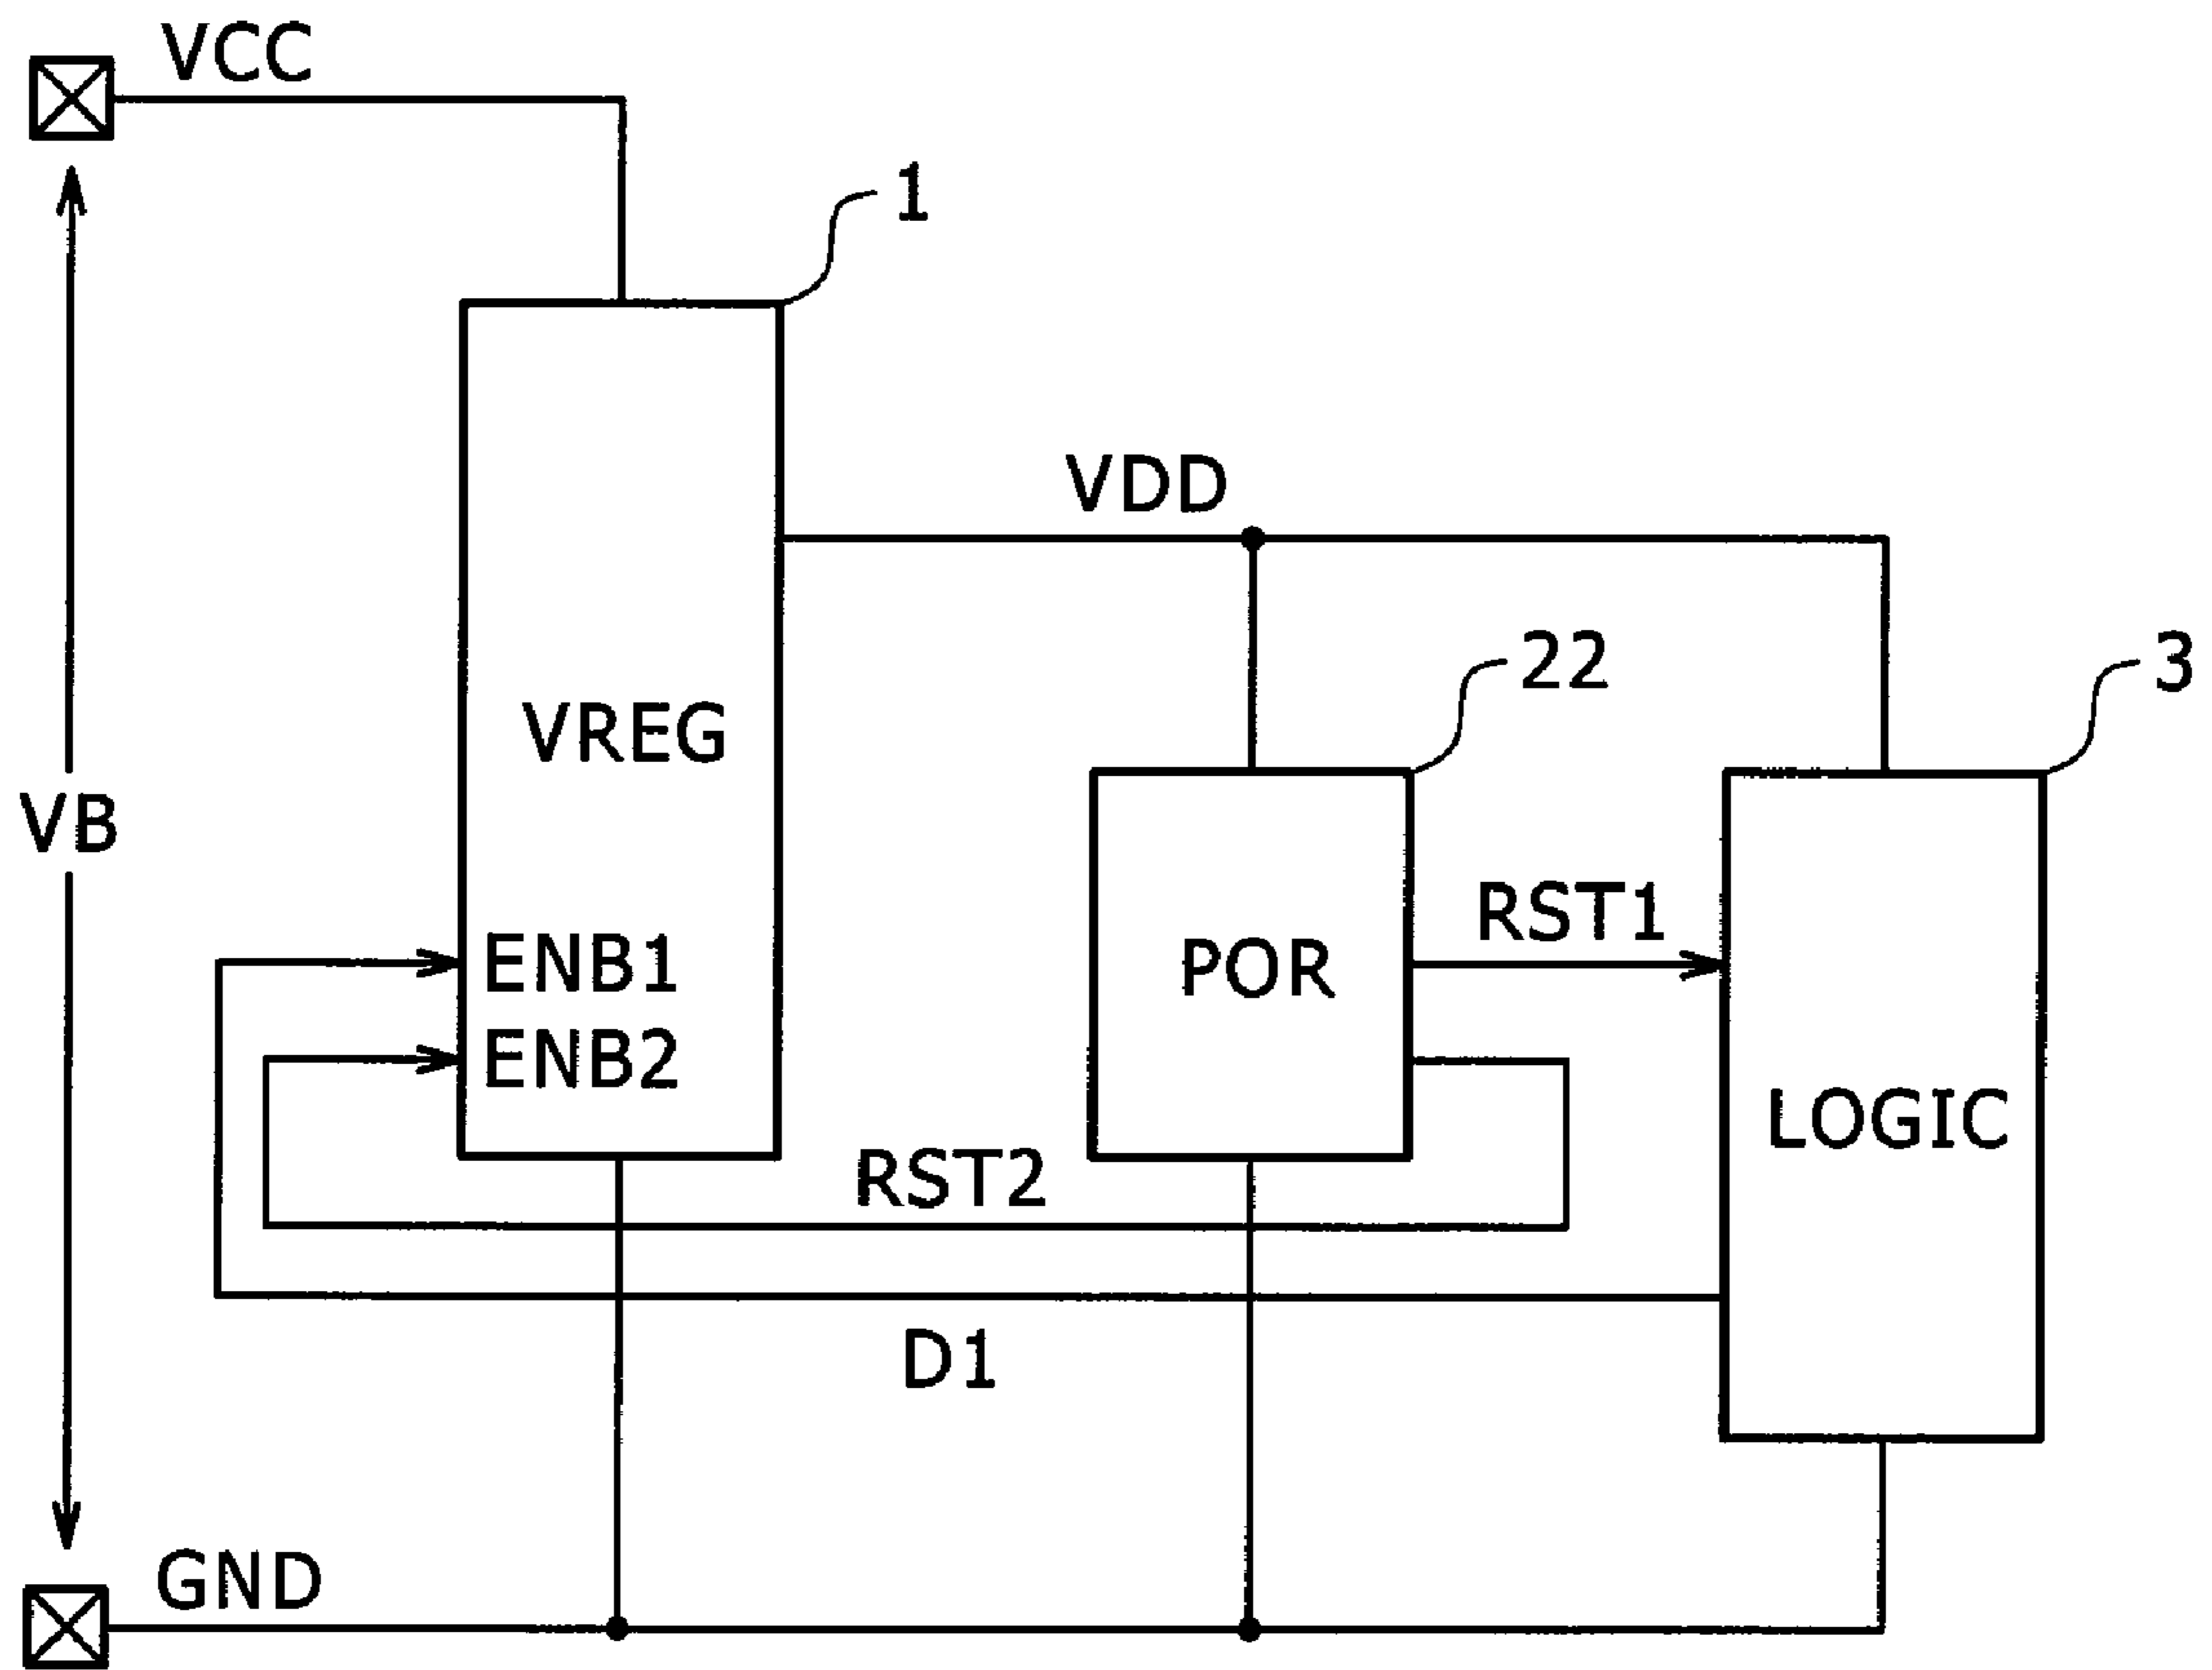 VCC
1
VDD
22
3
VREG
VB
RST1
ENB1
POR
ENB2
LOGIC
RST2
D1
GND